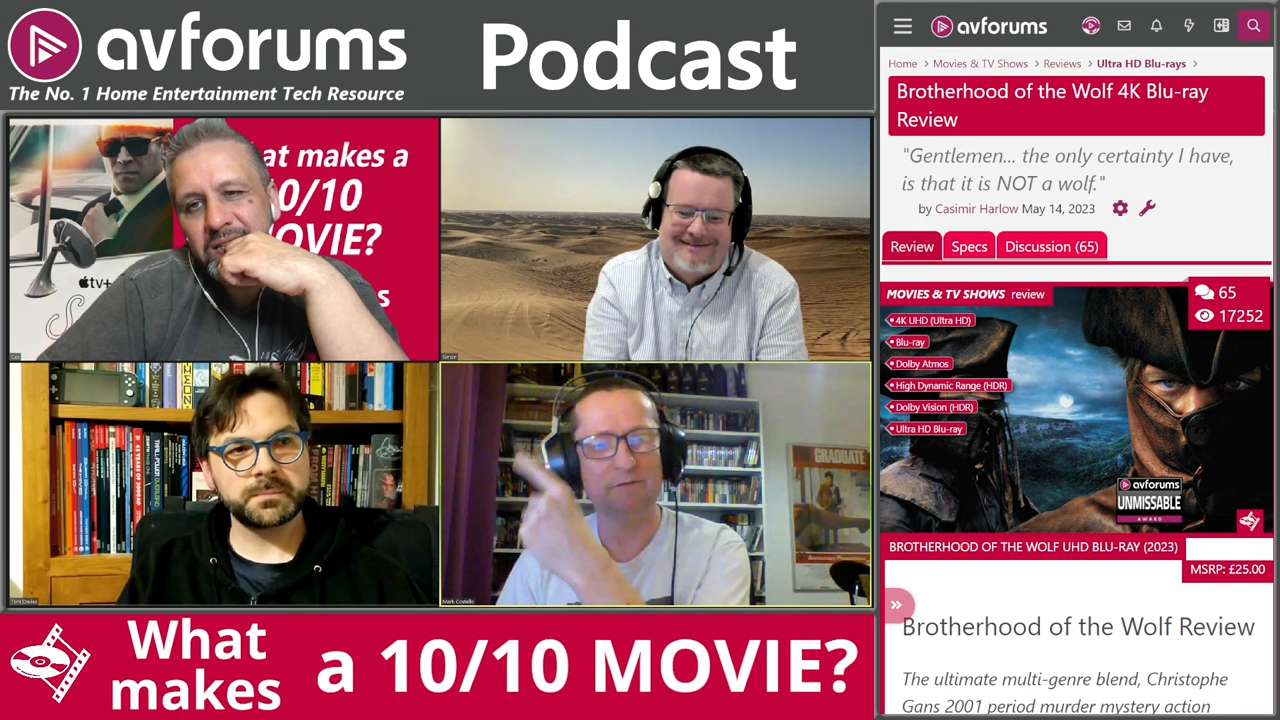 avforums
The No. 1 Home Entertainment Tech Resource
Podcast
at makes a
0/10
OVIE?
tv+
s
Cas
Simon
GRADUATE
Tom Davies
Mark Costello
What
makes
a 10/10 MOVIE?
avforums
Home > Movies & TV Shows > Reviews > Ultra HD Blu-rays >
Brotherhood of the Wolf 4K Blu-ray
Review
"Gentlemen... the only certainty I have,
is that it is NOT a wolf."
by Casimir Harlow May 14, 2023
Review
Specs
Discussion (65)
MOVIES & TV SHOWS review
65
17252
4K UHD (Ultra HD)
Blu-ray
Dolby Atmos
High Dynamic Range (HDR)
Dolby Vision (HDR)
Ultra HD Blu-ray
avforums
UNMISSABLE
AWARD
BROTHERHOOD OF THE WOLF UHD BLU-RAY (2023)
MSRP: £25.00
Brotherhood of the Wolf Review
The ultimate multi-genre blend, Christophe
Gans 2001 period murder mystery action